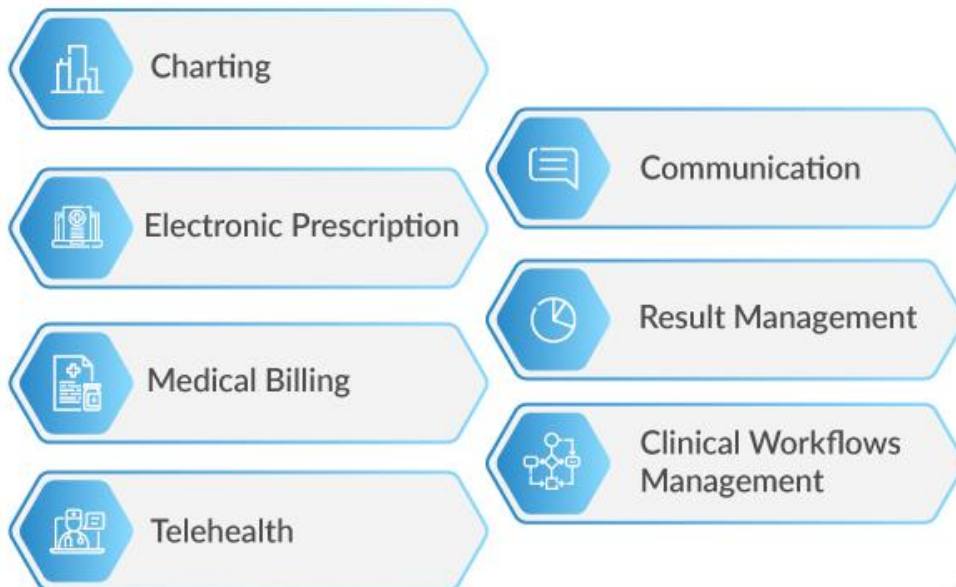 Charting
Electronic Prescription
Medical Billing
Telehealth
Communication
Result Management
Clinical Workflows
Management